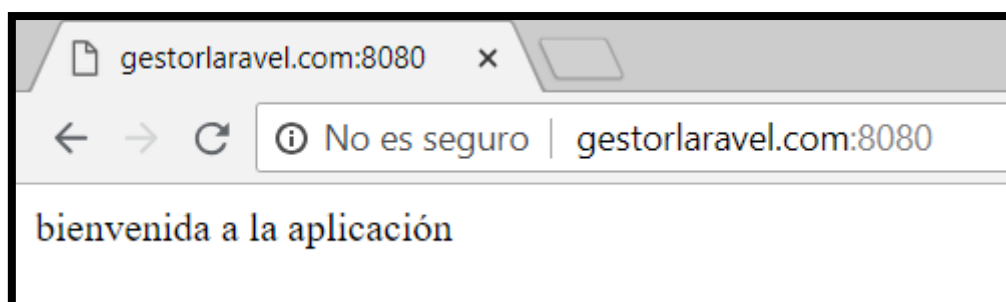 gestorlaravel.com:8080
No es seguro | gestorlaravel.com:8080
bienvenida a la aplicación